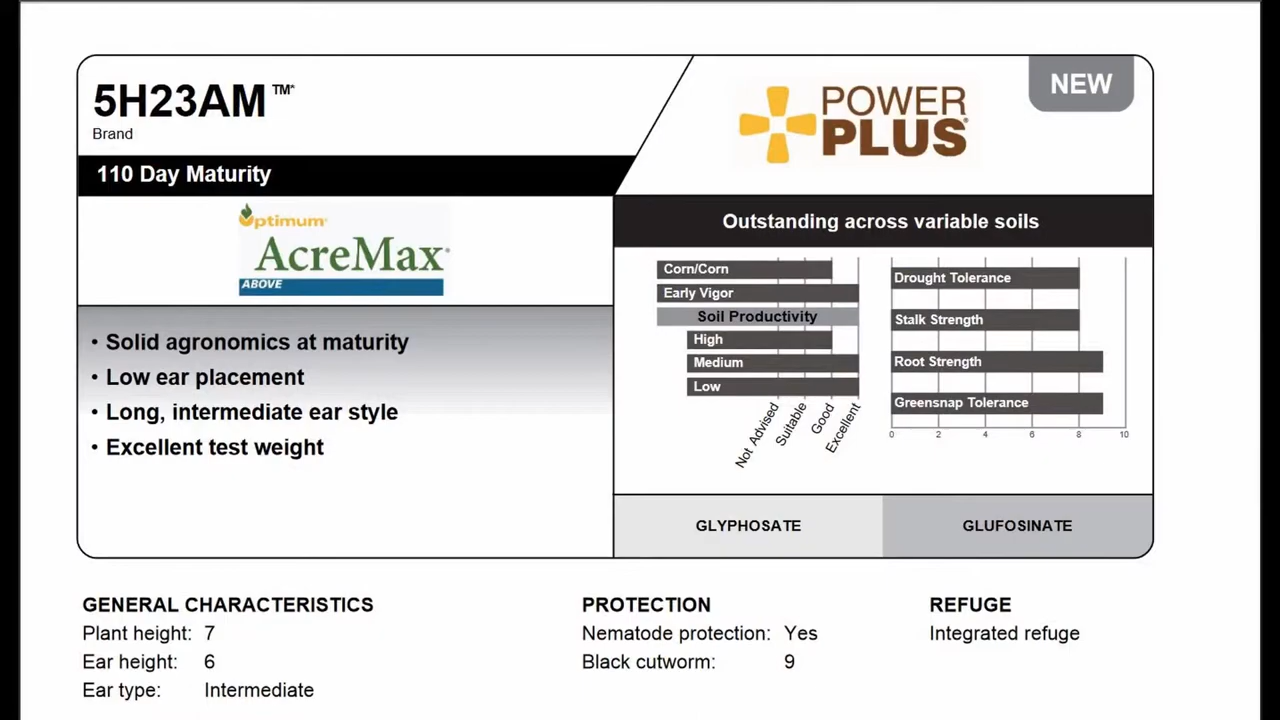 5H23AM™*
Brand
110 Day Maturity
Optimum®
AcreMax®
ABOVE
• Solid agronomics at maturity
• Low ear placement
• Long, intermediate ear style
• Excellent test weight
POWER
PLUS®
NEW
Outstanding across variable soils
Corn/Corn
Early Vigor
Soil Productivity
High
Medium
Low
Not Advised
Suitable
Good
Excellent
Drought Tolerance
Stalk Strength
Root Strength
Greensnap Tolerance
0 2 4 6 8 10
GLYPHOSATE
GLUFOSINATE
GENERAL CHARACTERISTICS
Plant height: 7
Ear height: 6
Ear type: Intermediate
PROTECTION
Nematode protection: Yes
Black cutworm: 9
REFUGE
Integrated refuge